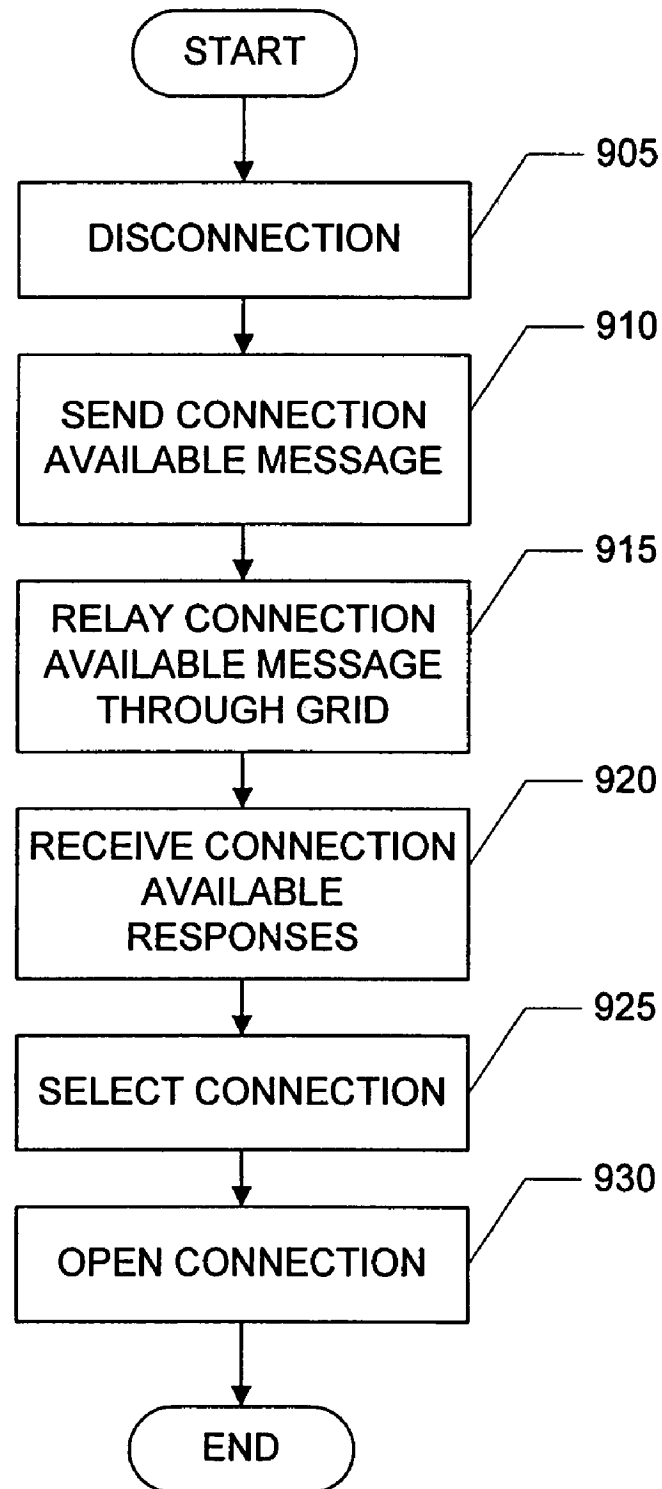 START
905
DISCONNECTION
910
SEND CONNECTION
AVAILABLE MESSAGE
915
RELAY CONNECTION
AVAILABLE MESSAGE
THROUGH GRID
920
RECEIVE CONNECTION
AVAILABLE
RESPONSES
925
SELECT CONNECTION
930
OPEN CONNECTION
END